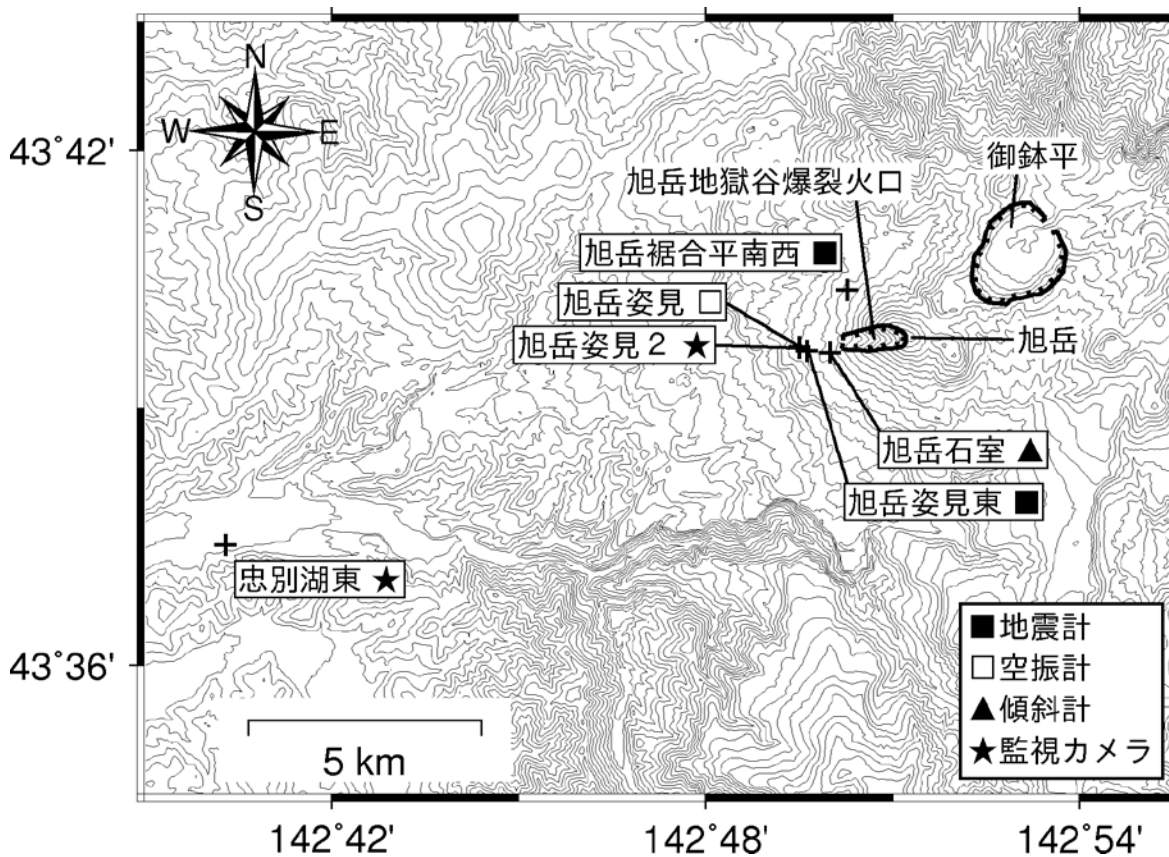 N
W E
S
43°42'
御鉢平
旭岳地獄谷爆裂火口
旭岳裾合平南西 ■
旭岳姿見 □
旭岳姿見2 ★
旭岳
旭岳石室 ▲
旭岳姿見東 ■
忠別湖東 ★
43°36'
■地震計
□空振計
▲傾斜計
★監視カメラ
5 km
142°42' 142°48' 142°54'